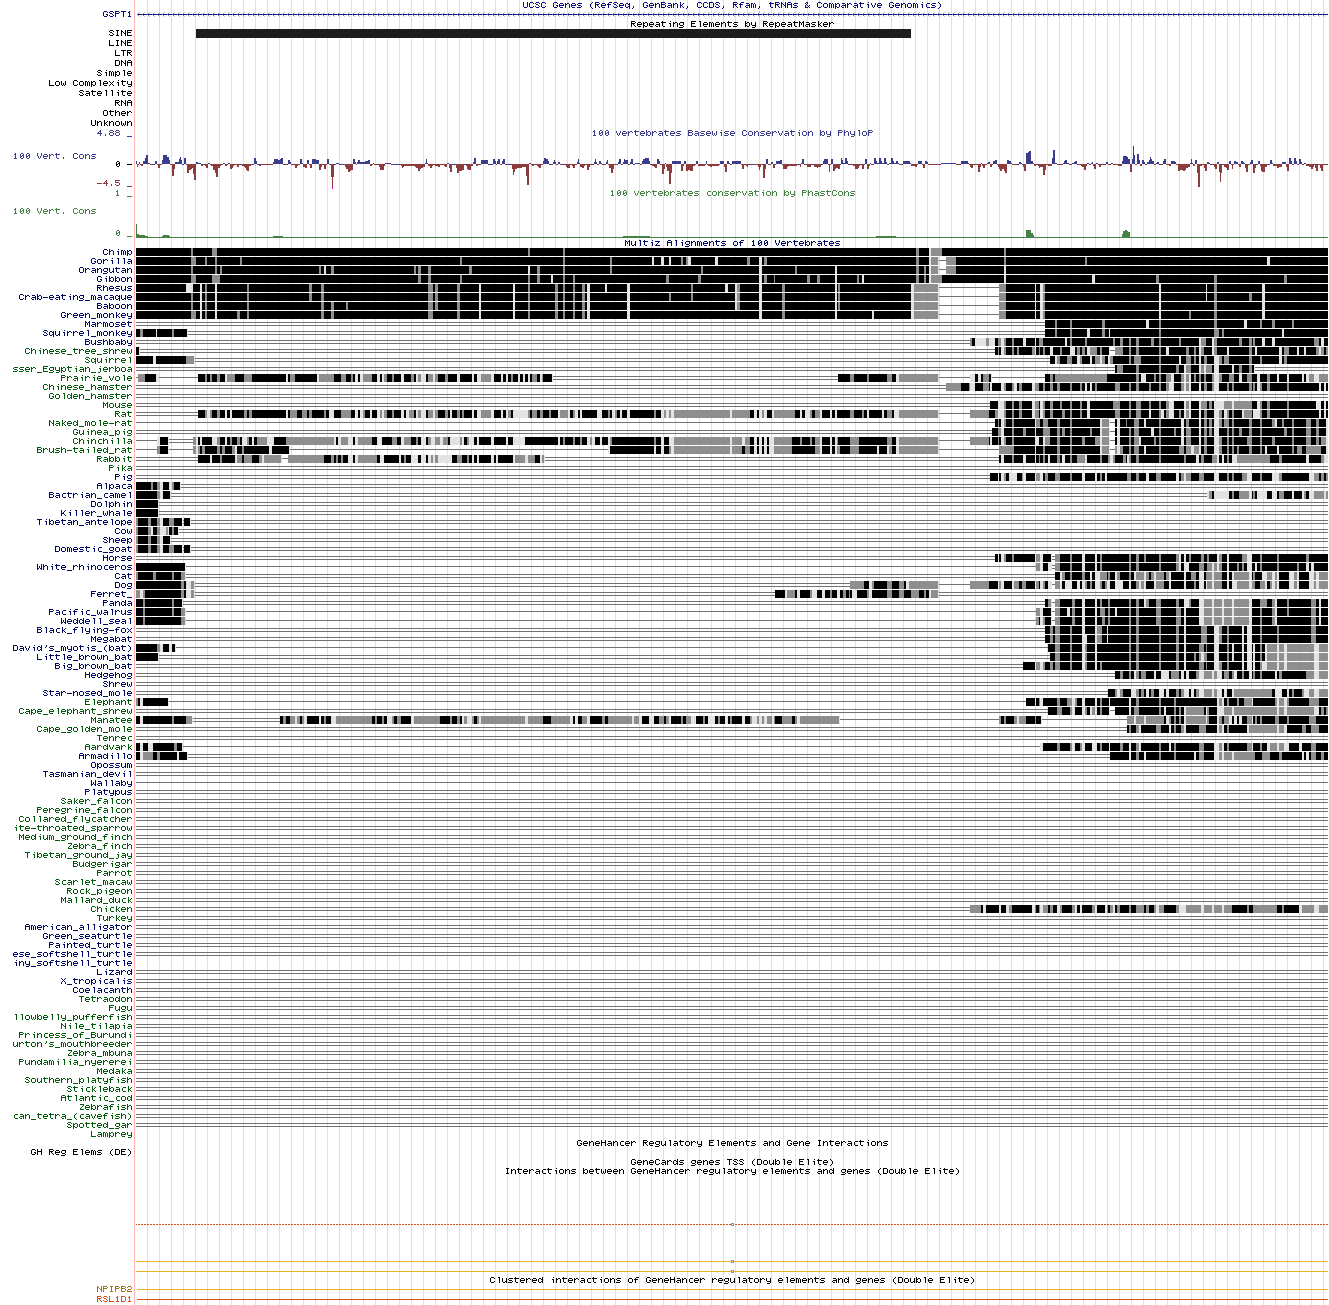 UCSC Genes (RefSeq, GenBank, CCDS, Rfam, tRNAs & Comparative Genomics)
GSPT1
Repeating Elements by RepeatMasker
SINE
LINE
LTR
DNA
Simple
Low Complexity
Satellite
RNA
Other
Unknown
4.88 _
100 vertebrates Basewise Conservation by PhyloP
100 Vert. Cons
0 _
-4.5 _
100 vertebrates conservation by PhastCons
1 _
100 Vert. Cons
0 _
Multiz Alignments of 100 Vertebrates
Chimp
Gorilla
Orangutan
Gibbon
Rhesus
Crab-eating_macaque
Baboon
Green_monkey
Marmoset
Squirrel_monkey
Bushbaby
Chinese_tree_shrew
Squirrel
sser_Egyptian_jerboa
Prairie_vole
Chinese_hamster
Golden_hamster
Mouse
Rat
Naked_mole-rat
Guinea_pig
Chinchilla
Brush-tailed_rat
Rabbit
Pika
Pig
Alpaca
Bactrian_camel
Dolphin
Killer_whale
Tibetan_antelope
Cow
Sheep
Domestic_goat
Horse
White_rhinoceros
Cat
Dog
Ferret_
Panda
Pacific_walrus
Weddell_seal
Black_flying-fox
Megabat
David's_myotis_(bat)
Little_brown_bat
Big_brown_bat
Hedgehog
Shrew
Star-nosed_mole
Elephant
Cape_elephant_shrew
Manatee
Cape_golden_mole
Tenrec
Aardvark
Armadillo
Opossum
Tasmanian_devil
Wallaby
Platypus
Saker_falcon
Peregrine_falcon
Collared_flycatcher
ite-throated_sparrow
Medium_ground_finch
Zebra_finch
Tibetan_ground_jay
Budgerigar
Parrot
Scarlet_macaw
Rock_pigeon
Mallard_duck
Chicken
Turkey
American_alligator
Green_seaturtle
Painted_turtle
ese_softshell_turtle
iny_softshell_turtle
Lizard
X_tropicalis
Coelacanth
Tetraodon
Fugu
llowbelly_pufferfish
Nile_tilapia
Princess_of_Burundi
urton's_mouthbreeder
Zebra_mbuna
Pundamilia_nyererei
Medaka
Southern_platyfish
Stickleback
Atlantic_cod
Zebrafish
can_tetra_(cavefish)
Spotted_gar
Lamprey
GeneHancer Regulatory Elements and Gene Interactions
GH Reg Elems (DE)
GeneCards genes TSS (Double Elite)
Interactions between GeneHancer regulatory elements and genes (Double Elite)
Clustered interactions of GeneHancer regulatory elements and genes (Double Elite)
NPIPB2
RSL1D1